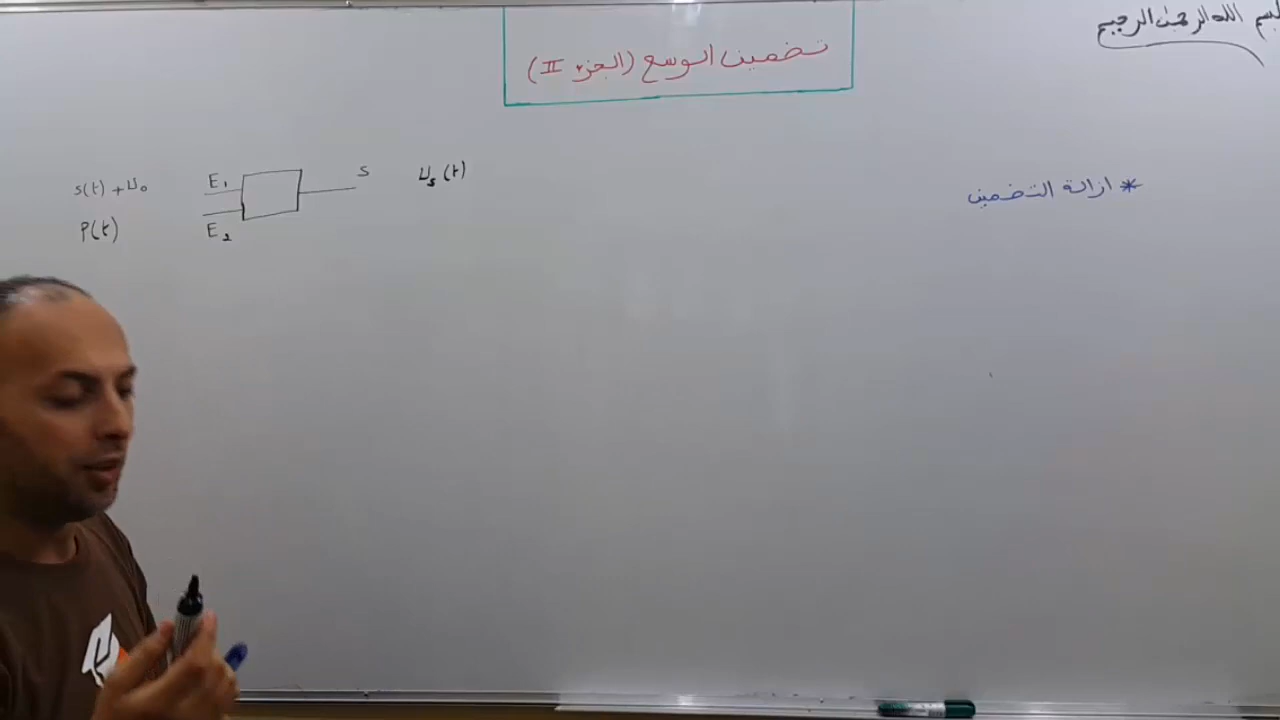 بسم الله الرحمن الرحيم
تضمين الوسع (الجزء II)
* ازالة التضمين
s(t) + U₀
P(t)
E₁
E₂
S
Uₛ(t)